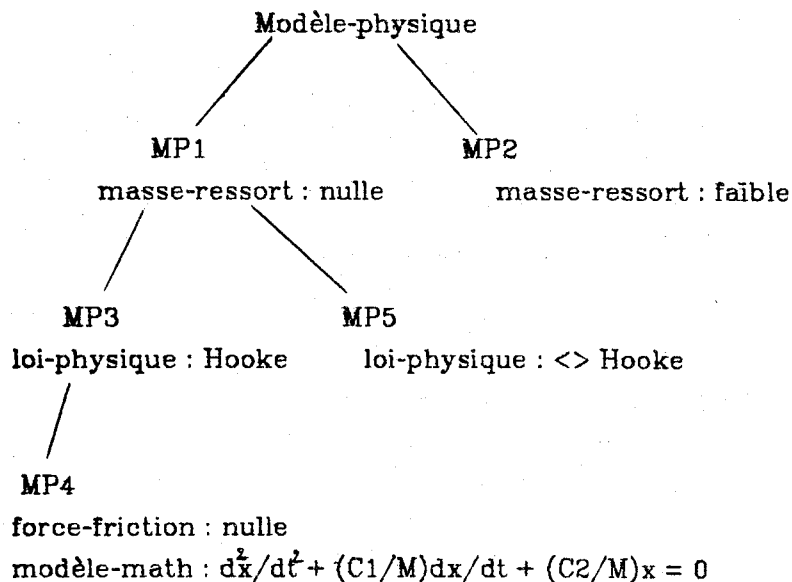 Modèle-physique
MP1 MP2
masse-ressort : nulle masse-ressort : faible
MP3 MP5
loi-physique : Hooke loi-physique : <> Hooke
MP4
force-friction : nulle
modèle-math : d²x/dt² + (C1/M)dx/dt + (C2/M)x = 0